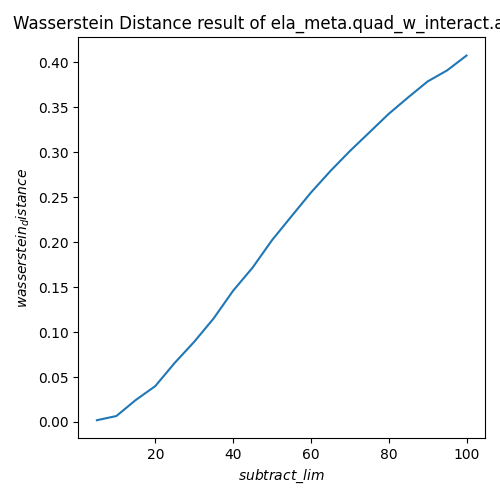 Wasserstein Distance result of ela_meta.quad_w_interact.a
0.40
0.35
0.30
0.25
0.20
0.15
0.10
0.05
0.00
wasserstein_distance
20 40 60 80 100
subtract_lim